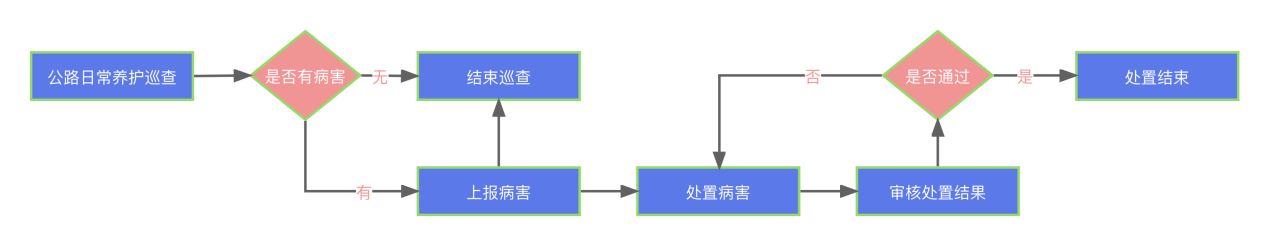 公路日常养护巡查
是否有病害
无
结束巡查
否
是否通过
是
处置结束
有
上报病害
处置病害
审核处置结果